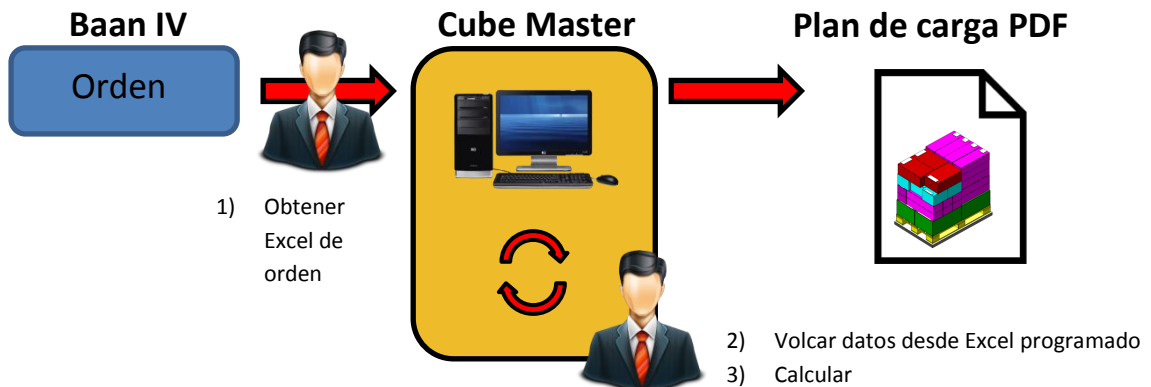 Baan IV
Cube Master
Plan de carga PDF
Orden
1) Obtener
Excel de
orden
2) Volcar datos desde Excel programado
3) Calcular